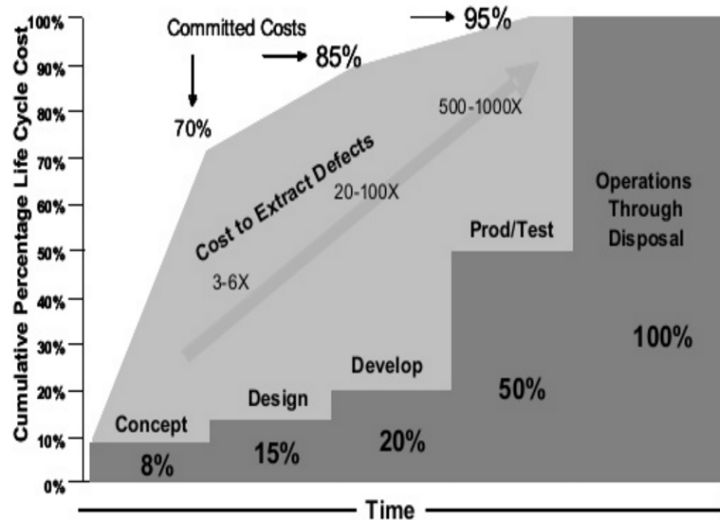 Cumulative Percentage Life Cycle Cost
100%
90%
80%
70%
60%
50%
40%
30%
20%
10%
0%
Committed Costs
70%
85%
95%
Cost to Extract Defects
3-6X
20-100X
500-1000X
Concept
8%
Design
15%
Develop
20%
Prod/Test
50%
Operations
Through
Disposal
100%
Time